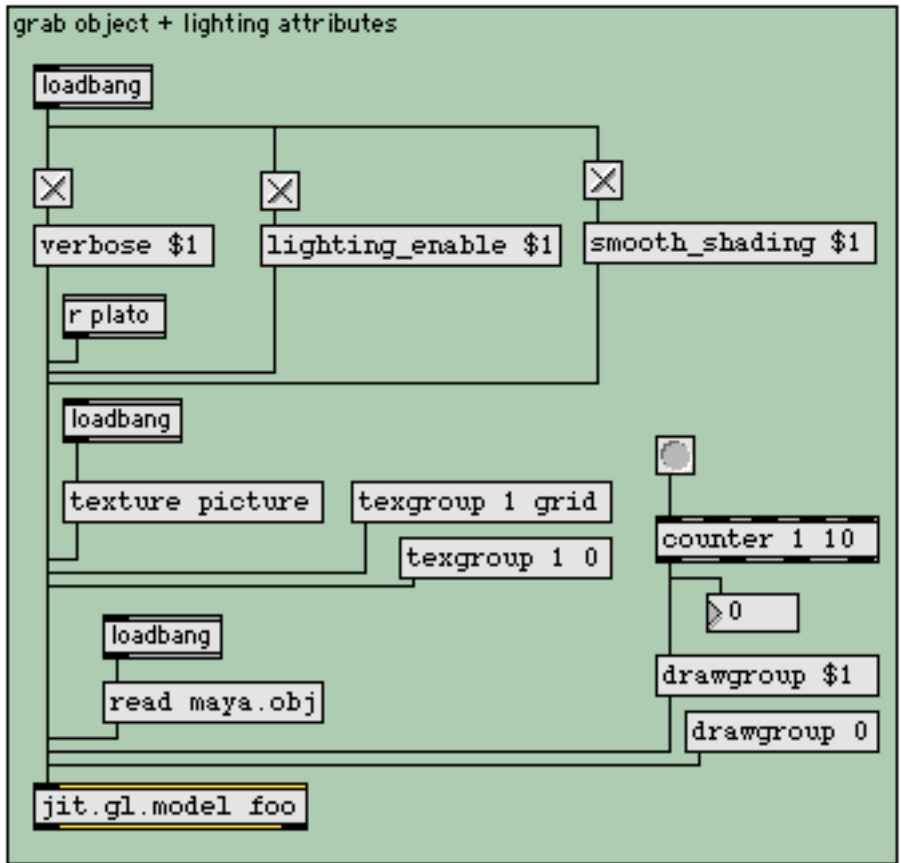 grab object + lighting attributes
loadbang
verbose $1
lighting_enable $1
smooth_shading $1
r plato
loadbang
texture picture
texgroup 1 grid
texgroup 1 0
counter 1 10
0
loadbang
read maya.obj
drawgroup $1
drawgroup 0
jit.gl.model foo